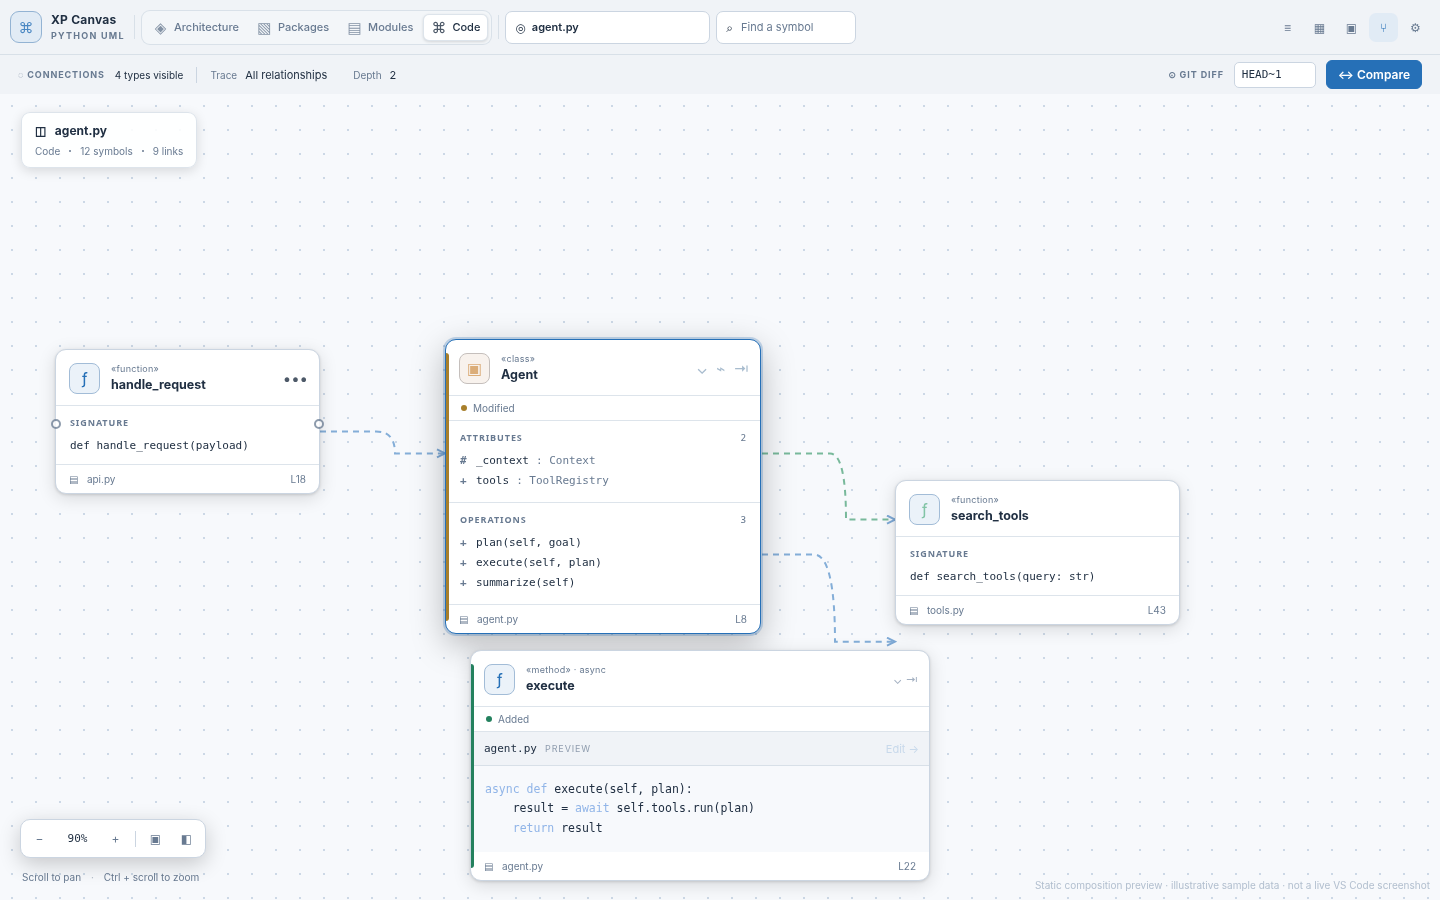 XP Canvas
PYTHON UML
Architecture
Packages
Modules
Code
agent.py
Find a symbol
CONNECTIONS 4 types visible
Trace All relationships
Depth 2
GIT DIFF
HEAD~1
↔ Compare
agent.py
Code • 12 symbols • 9 links
«function»
handle_request
SIGNATURE
def handle_request(payload)
api.py L18
«class»
Agent
Modified
ATTRIBUTES 2
# _context : Context
+ tools : ToolRegistry
OPERATIONS 3
+ plan(self, goal)
+ execute(self, plan)
+ summarize(self)
agent.py L8
«function»
search_tools
SIGNATURE
def search_tools(query: str)
tools.py L43
«method» · async
execute
Added
agent.py PREVIEW Edit →
async def execute(self, plan):
    result = await self.tools.run(plan)
    return result
agent.py L22
− 90% +
Scroll to pan · Ctrl + scroll to zoom
Static composition preview · illustrative sample data · not a live VS Code screenshot